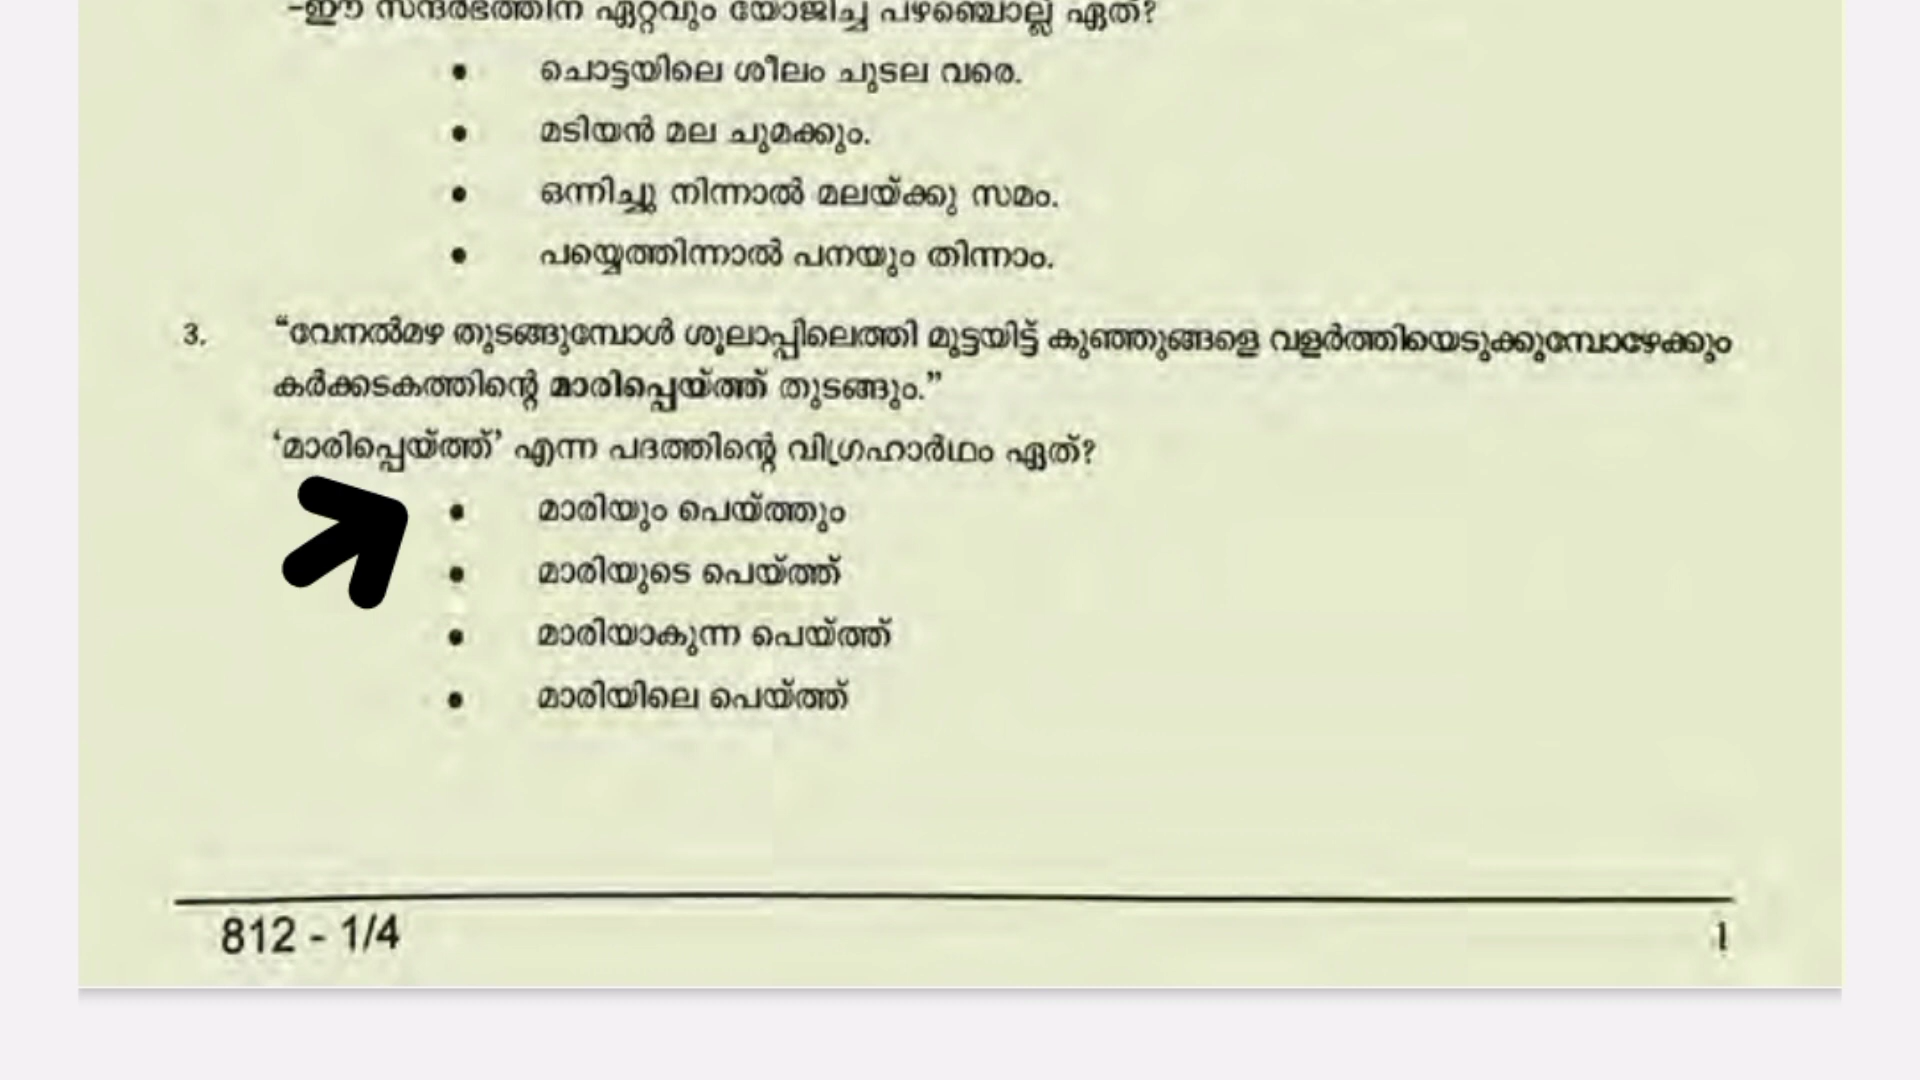 -ഈ സന്ദർഭത്തിന് ഏറ്റവും യോജിച്ച പഴഞ്ചൊല്ല് ഏത്?
• ചൊട്ടയിലെ ശീലം ചുടല വരെ.
• മടിയൻ മല ചുമക്കും.
• ഒന്നിച്ചു നിന്നാൽ മലയ്ക്കു സമം.
• പയ്യെത്തിന്നാൽ പനയും തിന്നാം.
3. “വേനൽമഴ തുടങ്ങുമ്പോൾ ശൂലാപ്പിലെത്തി മുട്ടയിട്ട് കുഞ്ഞുങ്ങളെ വളർത്തിയെടുക്കുമ്പോഴേക്കും
കർക്കടകത്തിന്റെ മാരിപ്പെയ്ത്ത് തുടങ്ങും.”
‘മാരിപ്പെയ്ത്ത്’ എന്ന പദത്തിന്റെ വിഗ്രഹാർഥം ഏത്?
• മാരിയും പെയ്ത്തും
• മാരിയുടെ പെയ്ത്ത്
• മാരിയാകുന്ന പെയ്ത്ത്
• മാരിയിലെ പെയ്ത്ത്
812 - 1/4 1